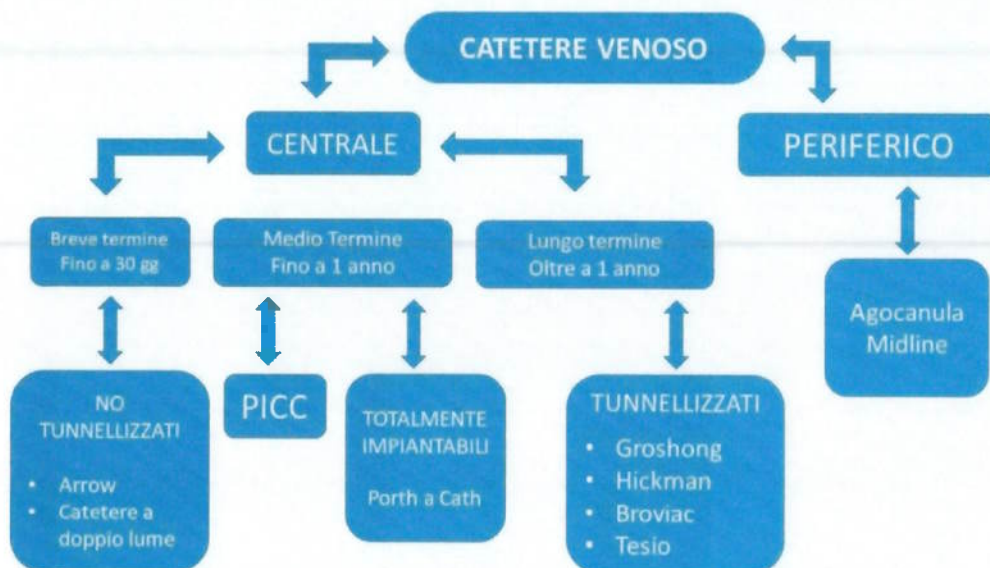 CATETERE VENOSO
CENTRALE
PERIFERICO
Breve termine
Fino a 30 gg
Medio Termine
Fino a 1 anno
Lungo termine
Oltre a 1 anno
Agocanula
Midline
NO
TUNNELLIZZATI
• Arrow
• Catetere a
doppio lume
PICC
TOTALMENTE
IMPIANTABILI
Porth a Cath
TUNNELLIZZATI
• Groshong
• Hickman
• Broviac
• Tesio